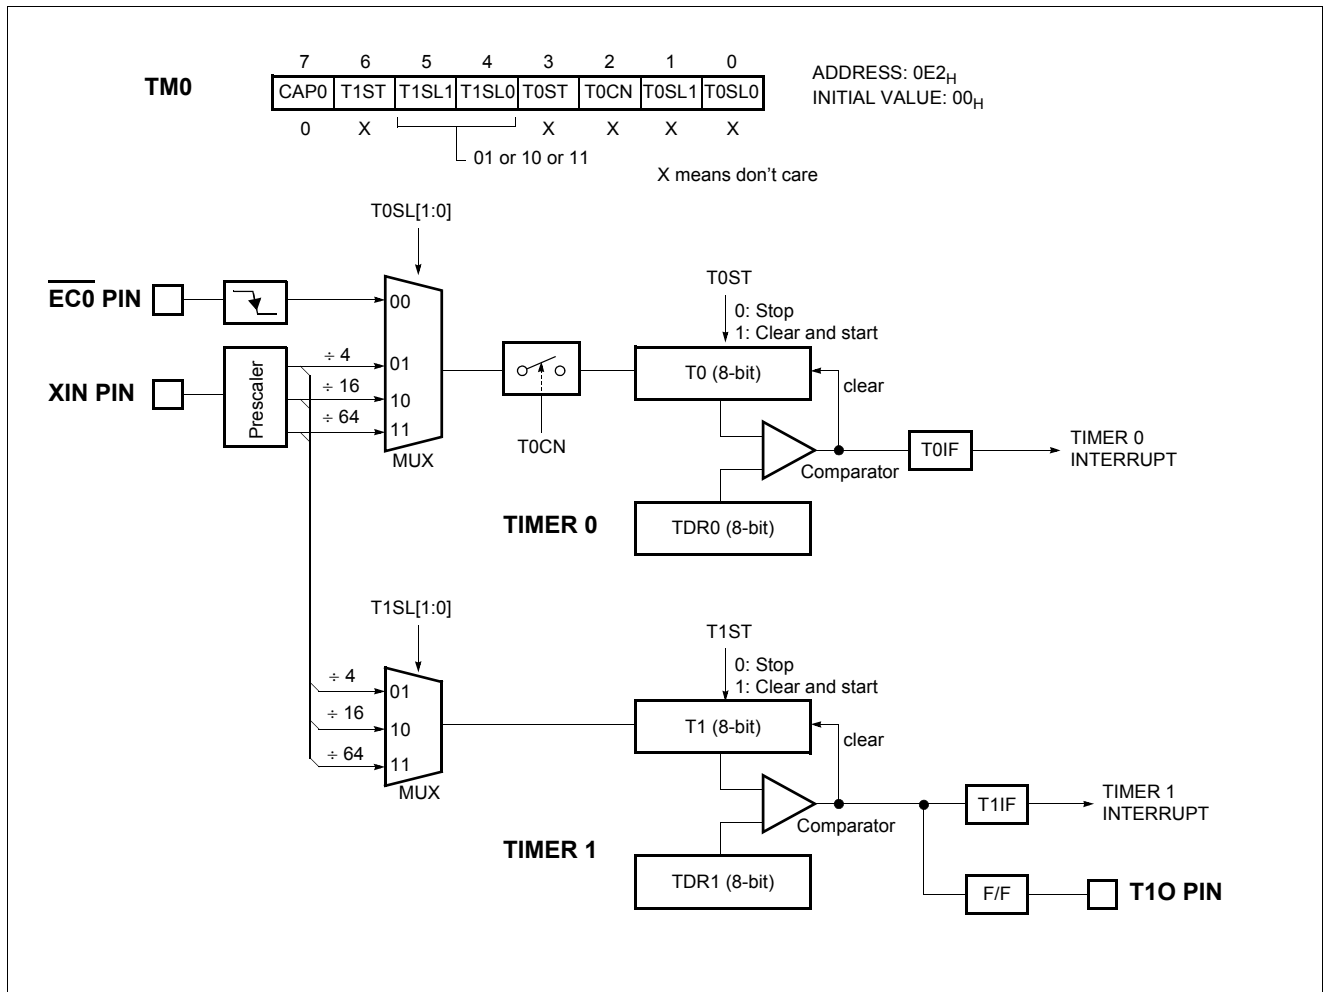 7 6 5 4 3 2 1 0
TM0
CAP0 T1ST T1SL1 T1SL0 T0ST T0CN T0SL1 T0SL0
ADDRESS: 0E2H
INITIAL VALUE: 00H
0 X X X X X
01 or 10 or 11
X means don't care
T0SL[1:0]
EC0 PIN
00
T0ST
0: Stop
1: Clear and start
XIN PIN
Prescaler
÷ 4
01
÷ 16
10
÷ 64
11
MUX
T0CN
T0 (8-bit)
clear
Comparator
T0IF
TIMER 0
INTERRUPT
TIMER 0
TDR0 (8-bit)
T1SL[1:0]
T1ST
0: Stop
1: Clear and start
÷ 4
01
÷ 16
10
÷ 64
11
MUX
T1 (8-bit)
clear
Comparator
T1IF
TIMER 1
INTERRUPT
TIMER 1
TDR1 (8-bit)
F/F
T1O PIN